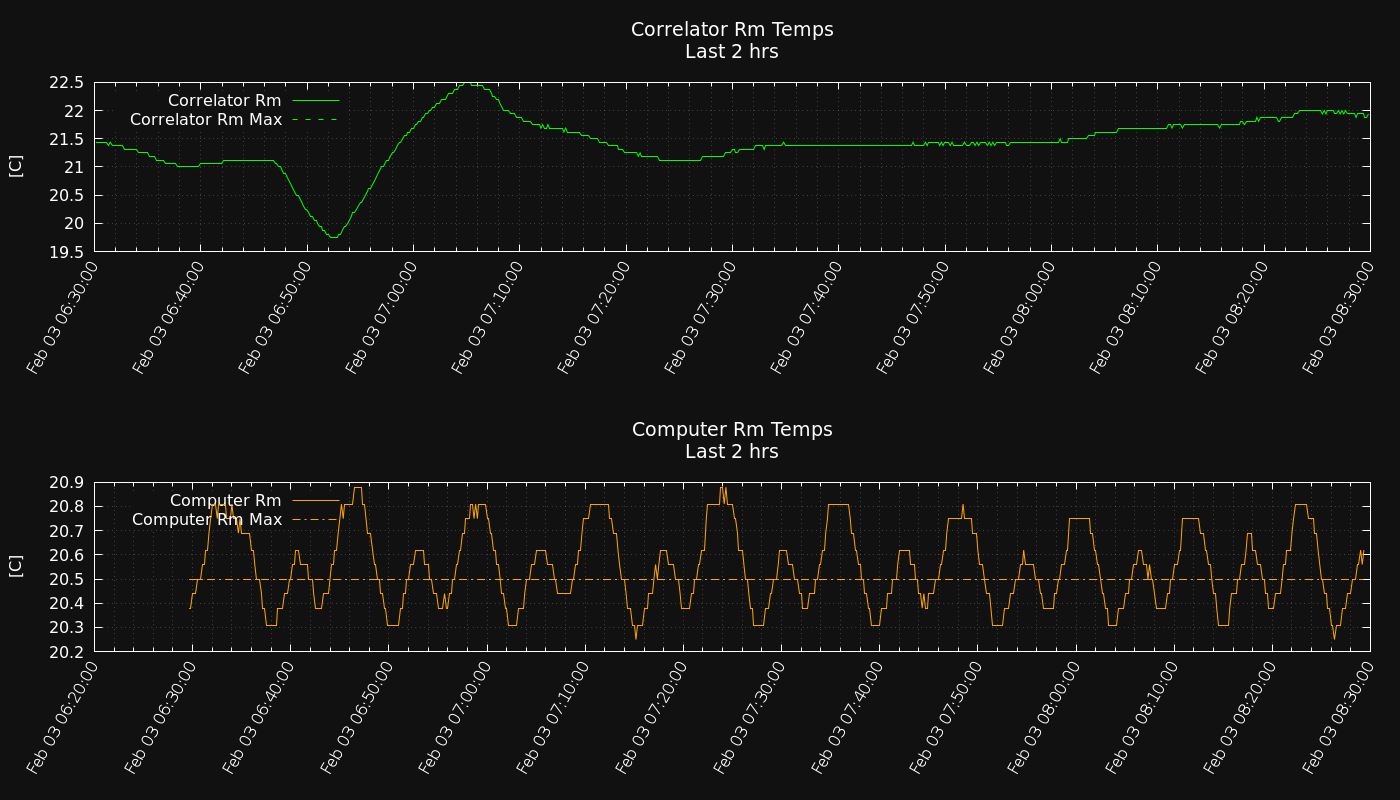 Correlator Rm Temps
Last 2 hrs
Correlator Rm
Correlator Rm Max
[C]
22.5
22
21.5
21
20.5
20
19.5
Feb 03 06:30:00
Feb 03 06:40:00
Feb 03 06:50:00
Feb 03 07:00:00
Feb 03 07:10:00
Feb 03 07:20:00
Feb 03 07:30:00
Feb 03 07:40:00
Feb 03 07:50:00
Feb 03 08:00:00
Feb 03 08:10:00
Feb 03 08:20:00
Feb 03 08:30:00
Computer Rm Temps
Last 2 hrs
Computer Rm
Computer Rm Max
[C]
20.9
20.8
20.7
20.6
20.5
20.4
20.3
20.2
Feb 03 06:20:00
Feb 03 06:30:00
Feb 03 06:40:00
Feb 03 06:50:00
Feb 03 07:00:00
Feb 03 07:10:00
Feb 03 07:20:00
Feb 03 07:30:00
Feb 03 07:40:00
Feb 03 07:50:00
Feb 03 08:00:00
Feb 03 08:10:00
Feb 03 08:20:00
Feb 03 08:30:00